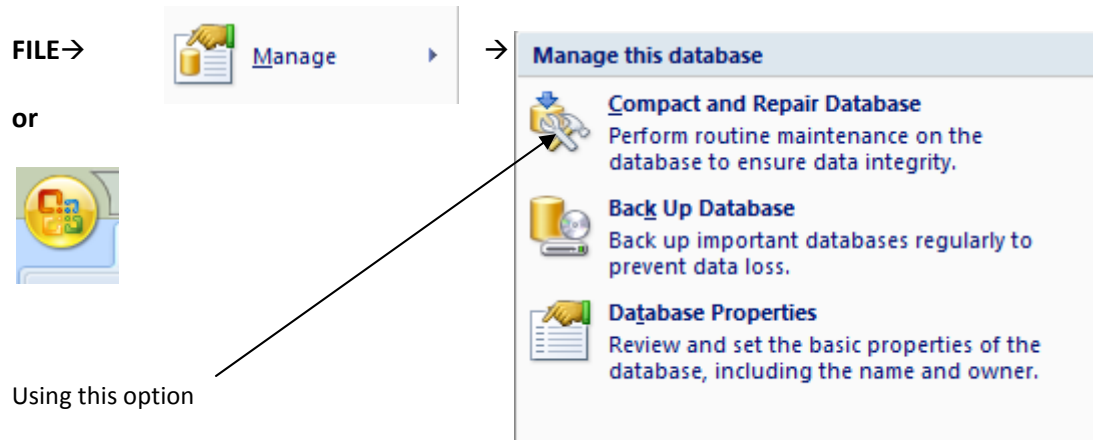 FILE→ Manage → Manage this database
Compact and Repair Database
Perform routine maintenance on the
database to ensure data integrity.
or
Back Up Database
Back up important databases regularly to
prevent data loss.
Database Properties
Review and set the basic properties of the
database, including the name and owner.
Using this option